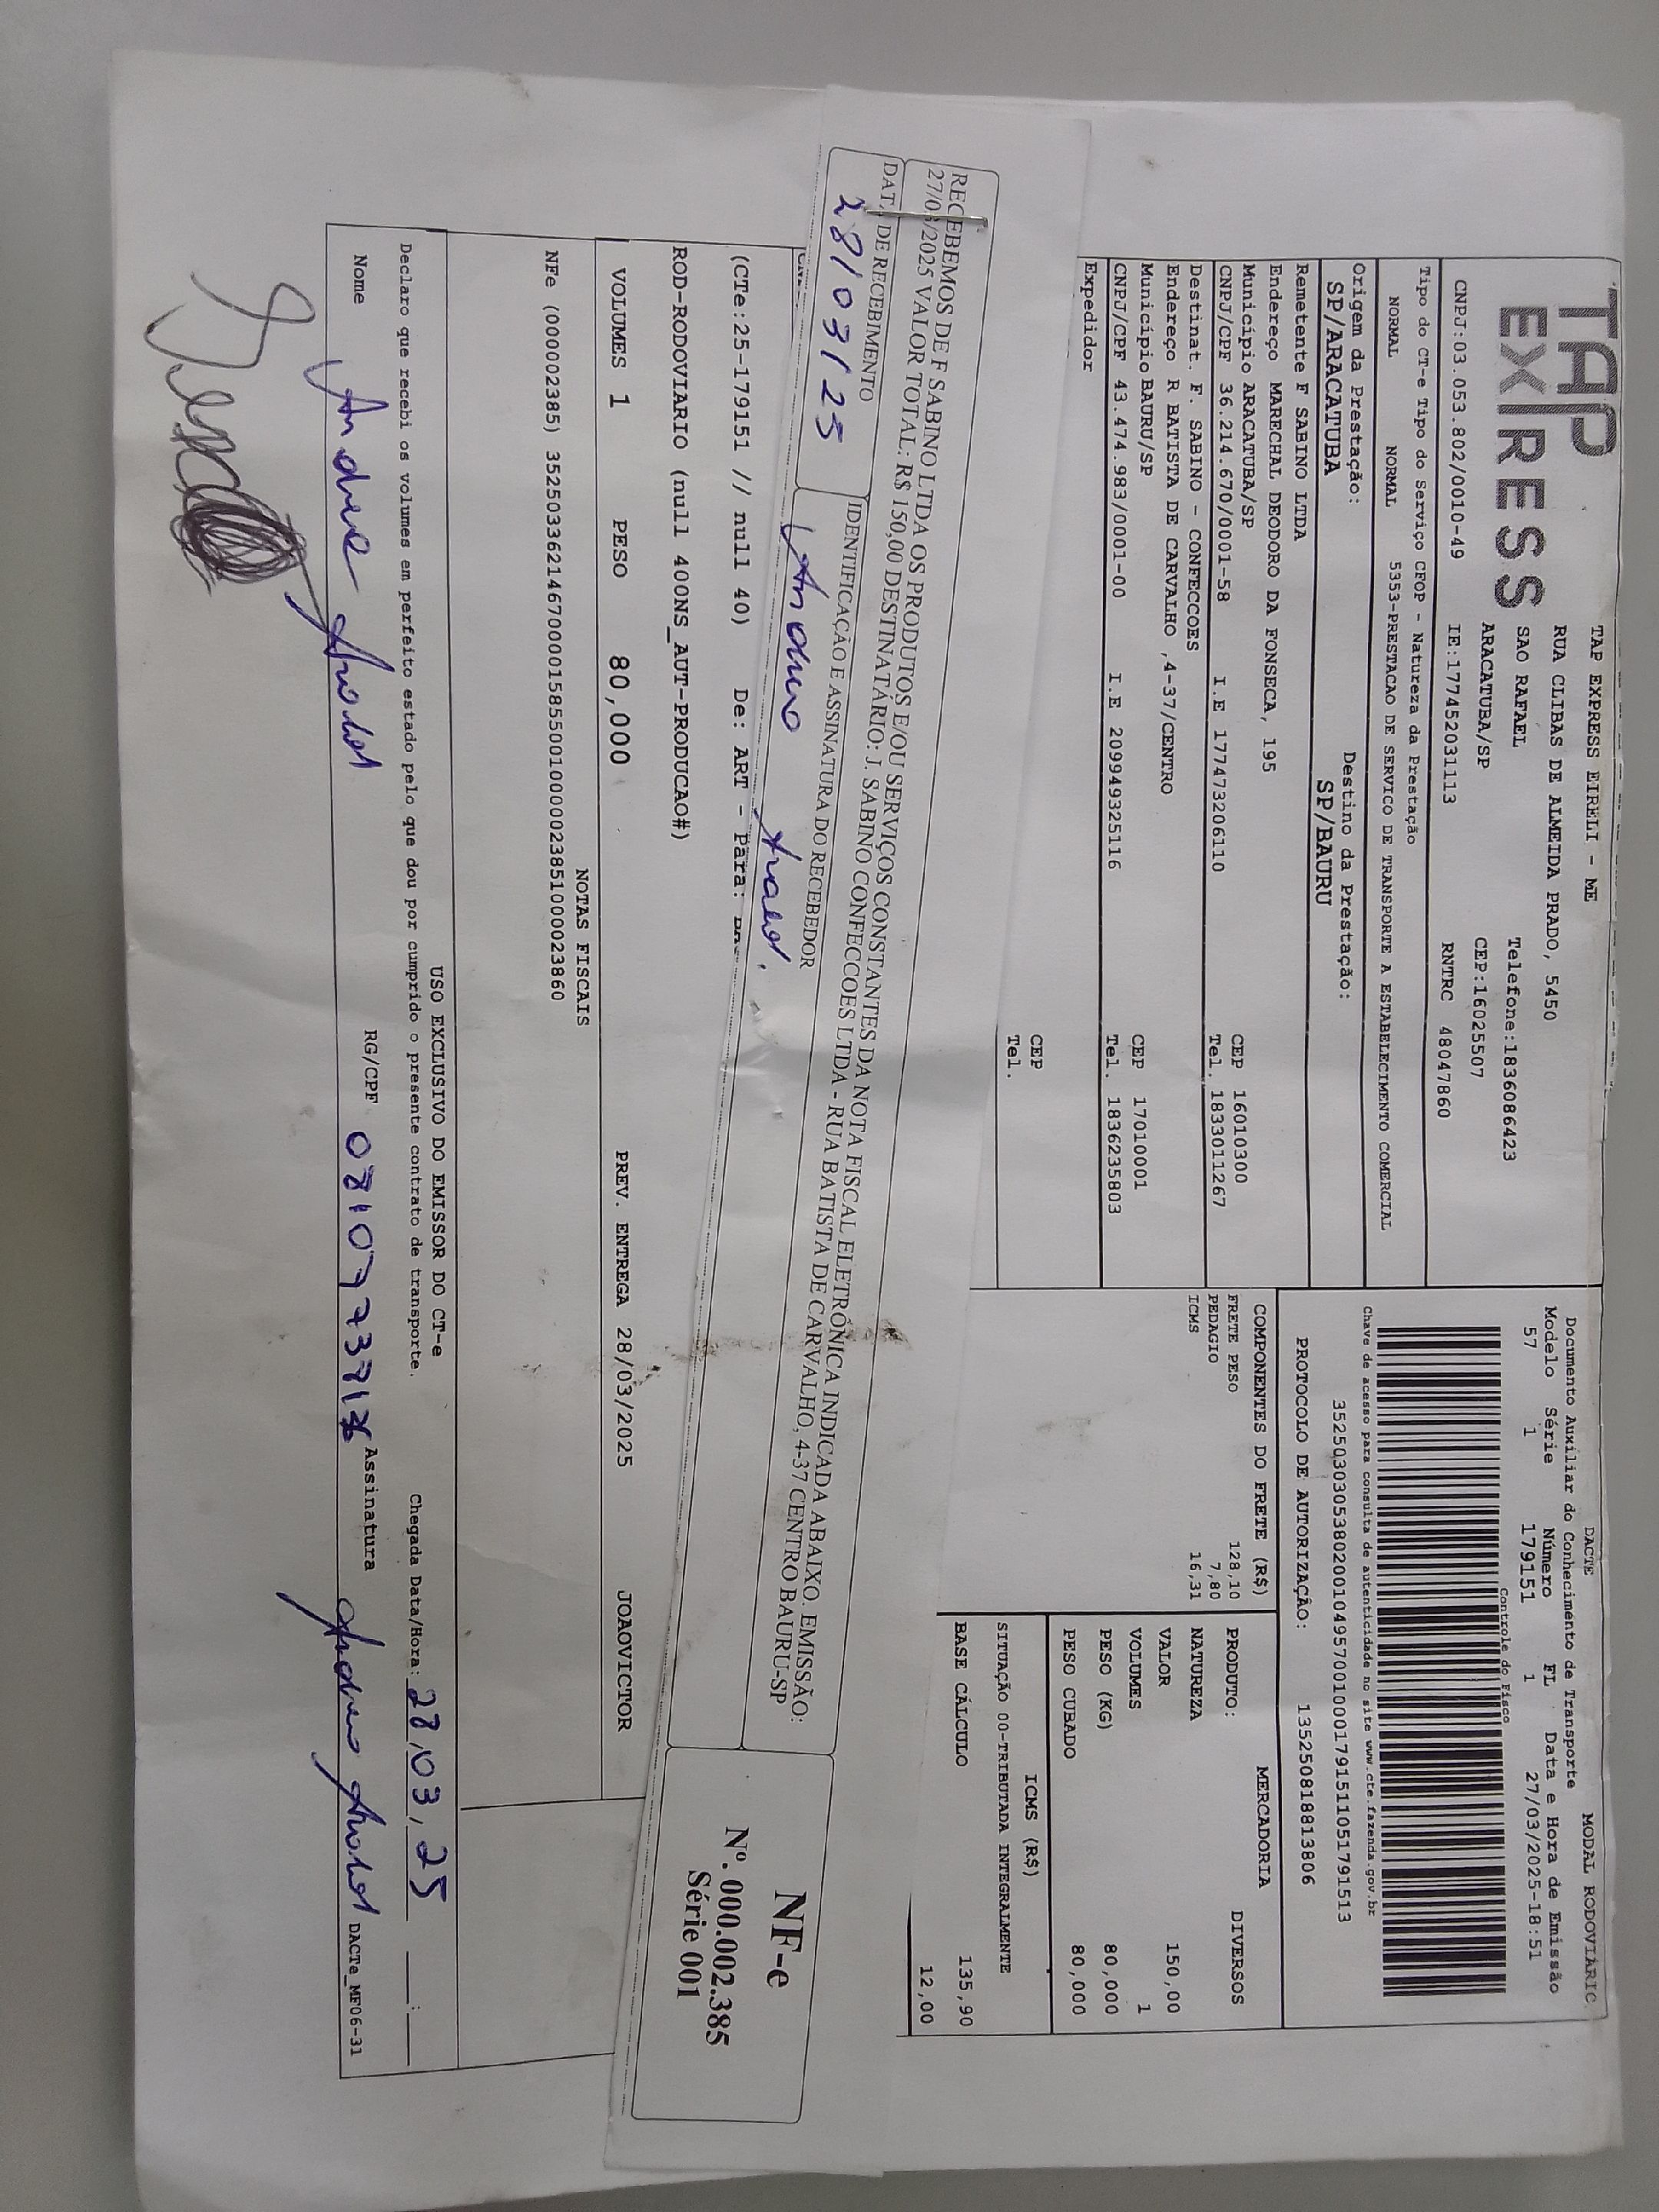 TAP
EXPRESS
TAP EXPRESS EIRELI - ME
RUA CLIBAS DE ALMEIDA PRADO, 5450
SAO RAFAEL Telefone:1836086423
ARACATUBA/SP CEP:16025507
CNPJ:03.053.802/0010-49 IE:177452031113 RNTRC 48047860
Tipo do CT-e Tipo do Serviço CFOP - Natureza da Prestação
NORMAL NORMAL 5353-PRESTACAO DE SERVICO DE TRANSPORTE A ESTABELECIMENTO COMERCIAL
Origem da Prestação: Destino da Prestação:
SP/ARACATUBA SP/BAURU
Remetente F SABINO LTDA
Endereço MARECHAL DEODORO DA FONSECA, 195
Município ARACATUBA/SP CEP 16010300
CNPJ/CPF 36.214.670/0001-58 I.E 177473206110 Tel. 1833011267
Destinat. F. SABINO - CONFECCOES
Endereço R BATISTA DE CARVALHO ,4-37/CENTRO
Município BAURU/SP CEP 17010001
CNPJ/CPF 43.474.983/0001-00 I.E 209949325116 Tel. 1836235803
Expedidor
CEP
Tel.
DACTE MODAL RODOVIÁRIO
Documento Auxiliar do Conhecimento de Transporte
Modelo Série Número FL Data e Hora de Emissão
57 1 179151 1 27/03/2025-18:51
Controle do Fisco
Chave de acesso para consulta de autenticidade no site www.cte.fazenda.gov.br
35250303053802001049570010001791511051791513
PROTOCOLO DE AUTORIZAÇÃO: 135250818813806
COMPONENTES DO FRETE (R$)
FRETE PESO 128,10
PEDAGIO 7,80
ICMS 16,31
MERCADORIA
PRODUTO: DIVERSOS
NATUREZA
VALOR 150,00
VOLUMES 1
PESO (KG) 80,000
PESO CUBADO 80,000
ICMS (R$)
SITUAÇÃO 00-TRIBUTADA INTEGRALMENTE
BASE CÁLCULO 135,90
12,00
RECEBEMOS DE F SABINO LTDA OS PRODUTOS E/OU SERVIÇOS CONSTANTES DA NOTA FISCAL ELETRÔNICA INDICADA ABAIXO. EMISSÃO:
27/03/2025 VALOR TOTAL: R$ 150,00 DESTINATÁRIO: J. SABINO CONFECCOES LTDA - RUA BATISTA DE CARVALHO, 4-37 CENTRO BAURU-SP
DATA DE RECEBIMENTO IDENTIFICAÇÃO E ASSINATURA DO RECEBEDOR
28/03/25
NF-e
Nº. 000.002.385
Série 001
(CTe:25-179151 // null 40) De: ART - Para:
ROD-RODOVIARIO (null 400NS_AUT-PRODUCAO#)
VOLUMES 1 PESO 80,000 PREV. ENTREGA 28/03/2025 JOAOVICTOR
NOTAS FISCAIS
NFe (000002385) 35250336214670000158550010000023851000023860
USO EXCLUSIVO DO EMISSOR DO CT-e
Declaro que recebi os volumes em perfeito estado pelo que dou por cumprido o presente contrato de transporte. Chegada Data/Hora: 28,03,25 __:__
Nome RG/CPF Assinatura DACTe_MF06-31